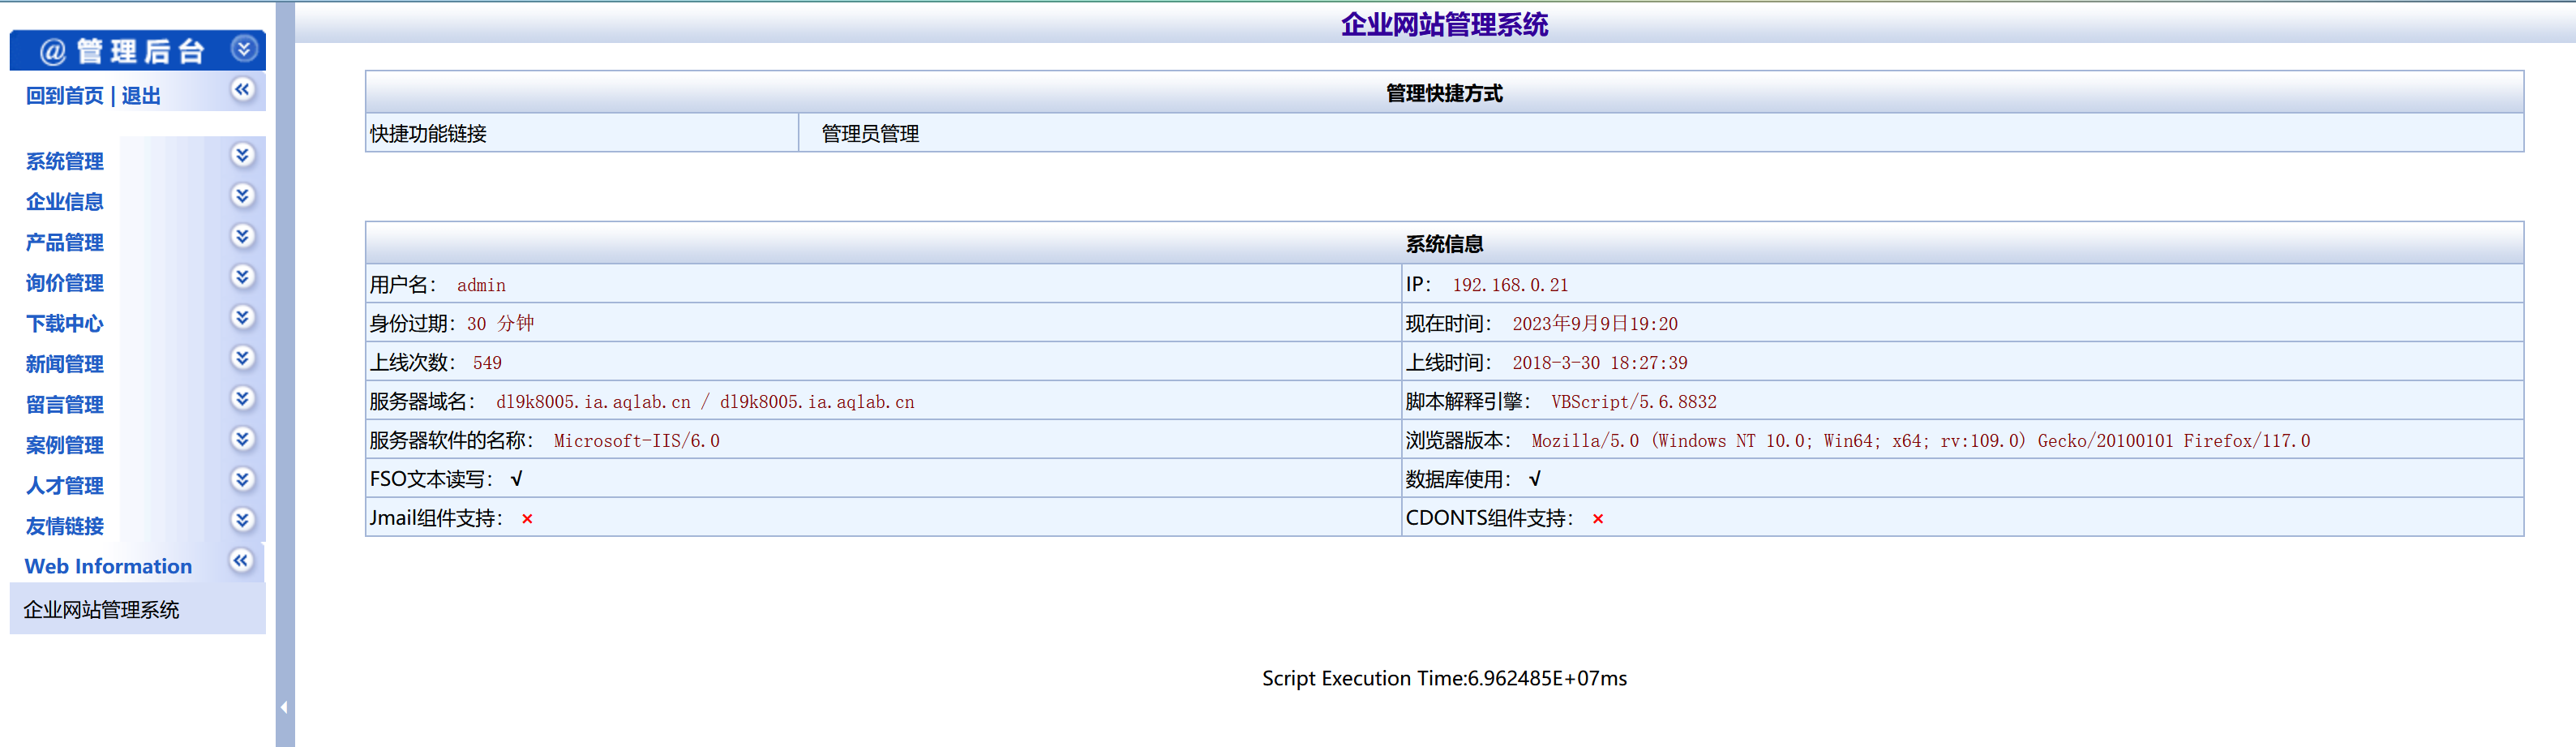 企业网站管理系统
@ 管理后台
回到首页 | 退出
系统管理
企业信息
产品管理
询价管理
下载中心
新闻管理
留言管理
案例管理
人才管理
友情链接
Web Information
企业网站管理系统
管理快捷方式
快捷功能链接 管理员管理
系统信息
用户名： admin IP： 192.168.0.21
身份过期：30 分钟 现在时间： 2023年9月9日19:20
上线次数： 549 上线时间： 2018-3-30 18:27:39
服务器域名： dl9k8005.ia.aqlab.cn / dl9k8005.ia.aqlab.cn 脚本解释引擎： VBScript/5.6.8832
服务器软件的名称： Microsoft-IIS/6.0 浏览器版本： Mozilla/5.0 (Windows NT 10.0; Win64; x64; rv:109.0) Gecko/20100101 Firefox/117.0
FSO文本读写： √ 数据库使用： √
Jmail组件支持： × CDONTS组件支持： ×
Script Execution Time:6.962485E+07ms